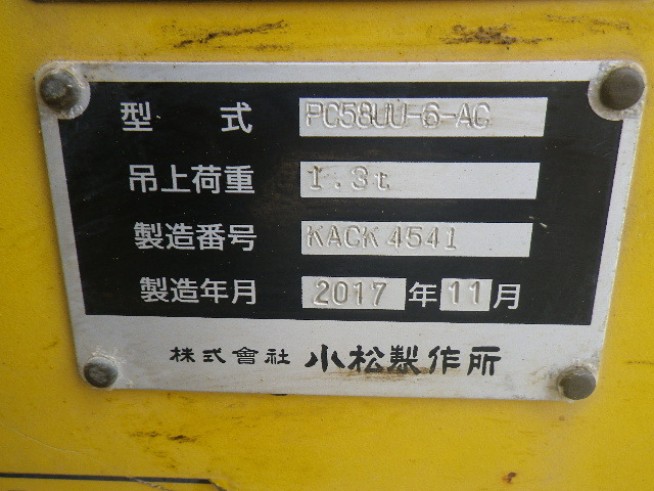 型式 PC58UU-6-AC
吊上荷重 1.3t
製造番号 KACK4541
製造年月 2017年11月
株式會社 小松製作所